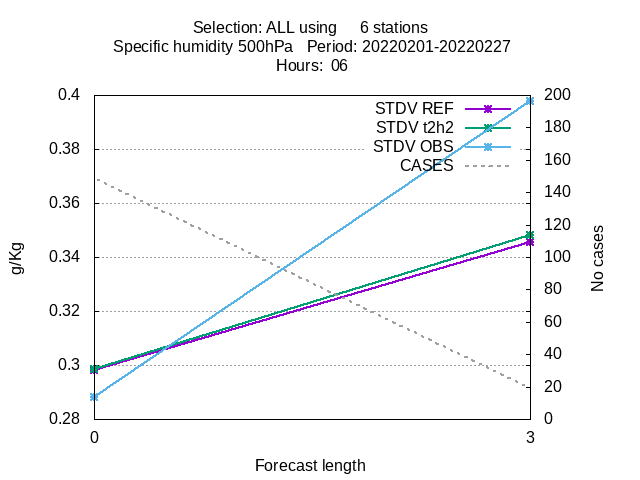 Selection: ALL using 6 stations
Specific humidity 500hPa Period: 20220201-20220227
Hours: 06
STDV REF
STDV t2h2
STDV OBS
CASES
g/Kg
0.4
0.38
0.36
0.34
0.32
0.3
0.28
200
180
160
140
120
100
80
60
40
20
0
No cases
0 3
Forecast length